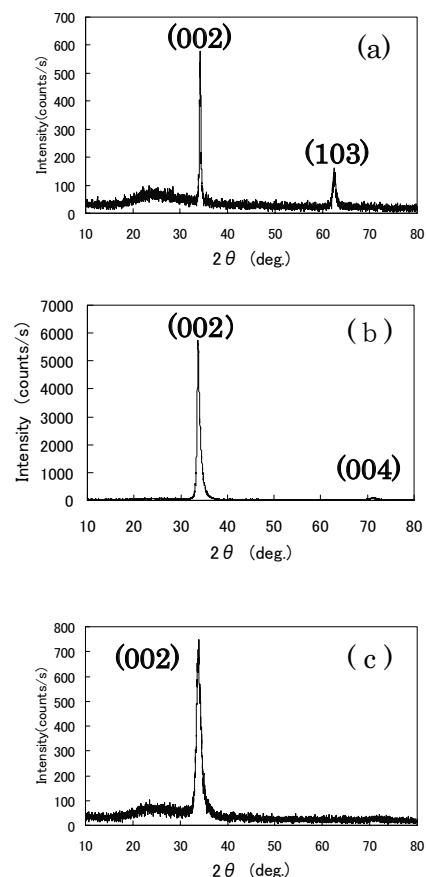 (a)
(002)
(103)
700
600
500
400
300
200
100
0
Intensity(counts/s)
10 20 30 40 50 60 70 80
2θ (deg.)
(b)
(002)
(004)
7000
6000
5000
4000
3000
2000
1000
0
Intensity (counts/s)
10 20 30 40 50 60 70 80
2θ (deg.)
(c)
(002)
800
700
600
500
400
300
200
100
0
Intensity(counts/s)
10 20 30 40 50 60 70 80
2θ (deg.)